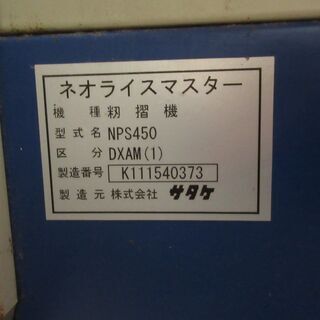 ネオライスマスター
機種 籾摺機
型式名 NPS450
区分 DXAM(1)
製造番号 K111540373
製造元 株式会社 サタケ